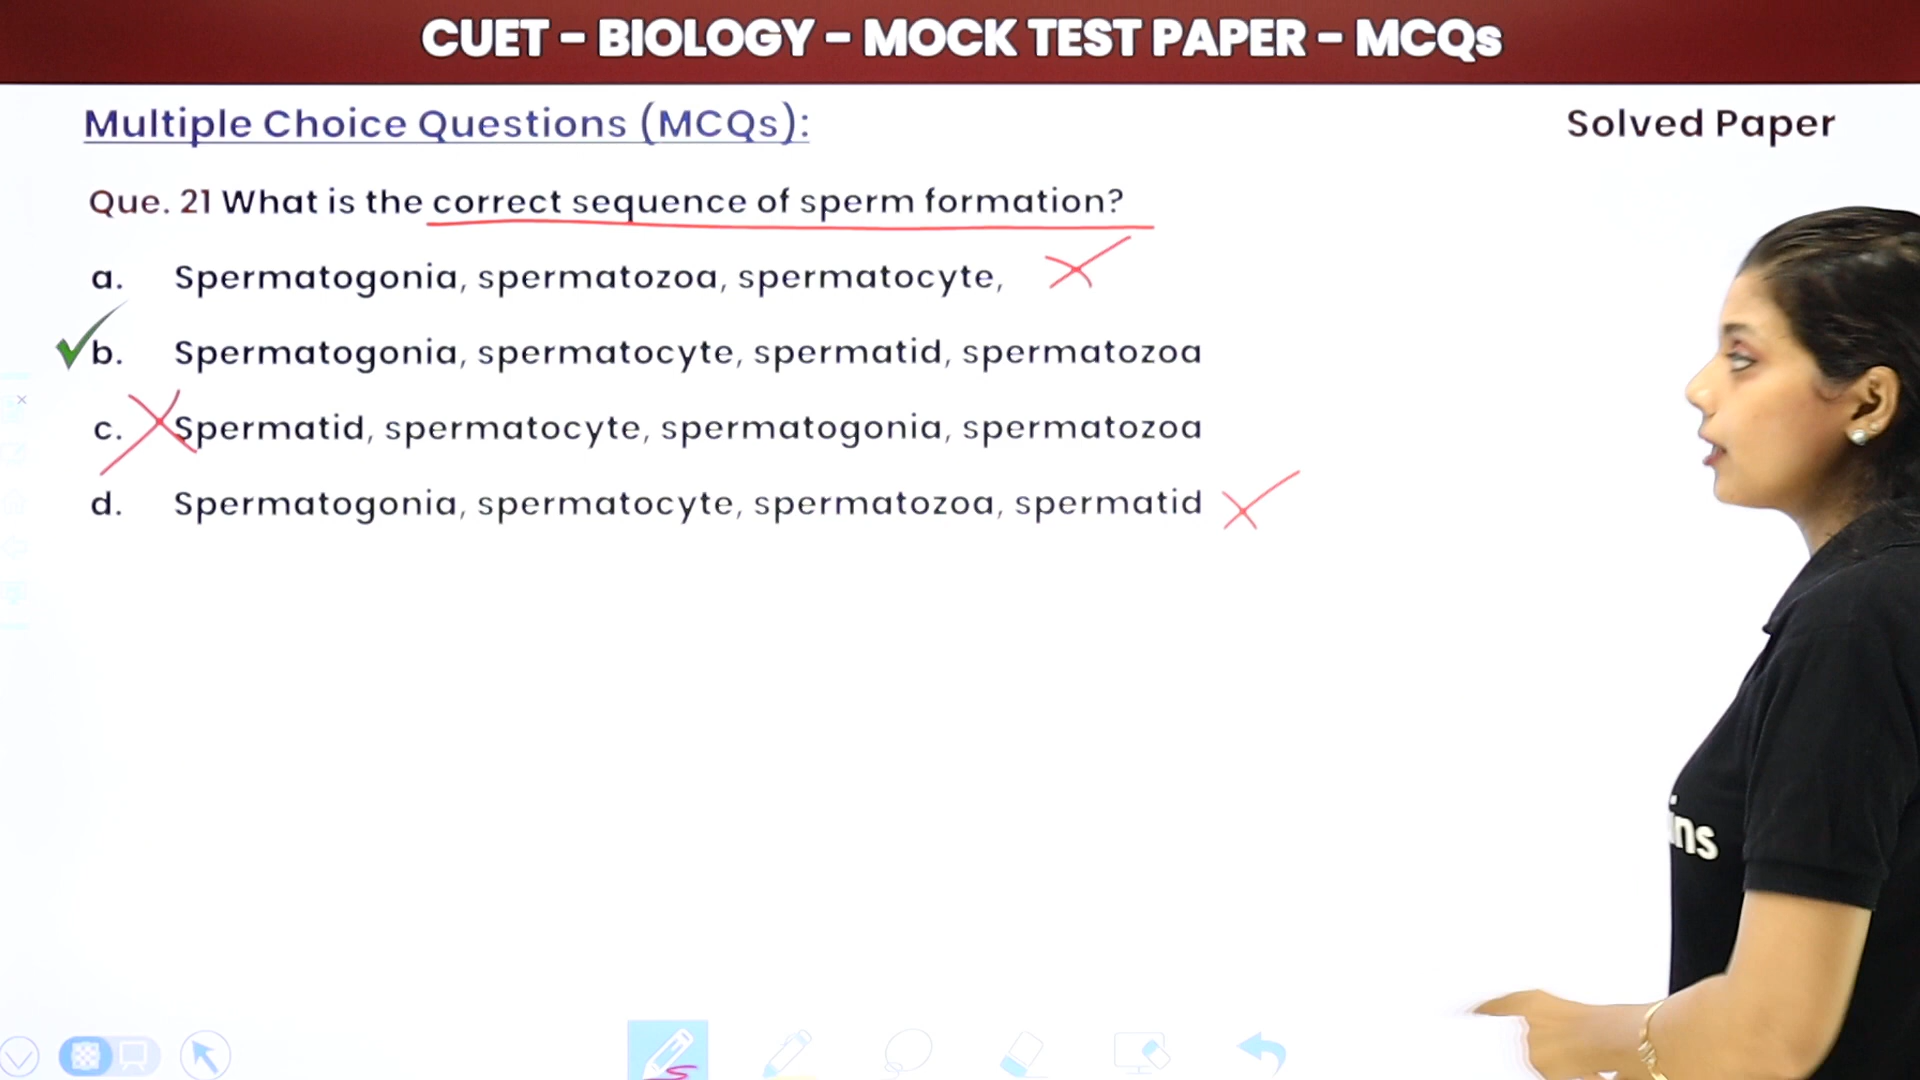 CUET - BIOLOGY - MOCK TEST PAPER - MCQs
Multiple Choice Questions (MCQs):
Solved Paper
Que. 21 What is the correct sequence of sperm formation?
a. Spermatogonia, spermatozoa, spermatocyte,
b. Spermatogonia, spermatocyte, spermatid, spermatozoa
c. Spermatid, spermatocyte, spermatogonia, spermatozoa
d. Spermatogonia, spermatocyte, spermatozoa, spermatid